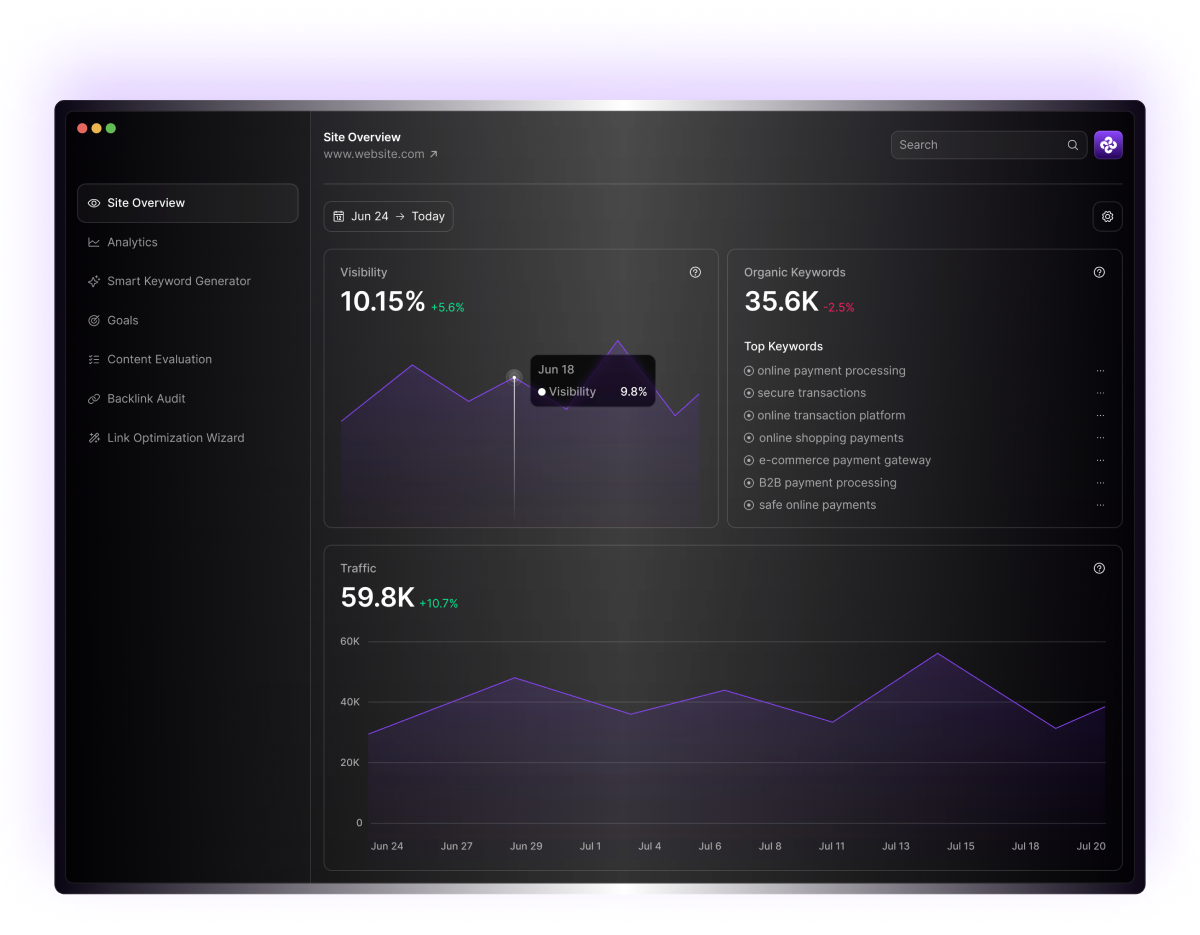 Site Overview
www.website.com ↗
Search
Site Overview
Analytics
Smart Keyword Generator
Goals
Content Evaluation
Backlink Audit
Link Optimization Wizard
12 Jun 24 → Today
Visibility
10.15% +5.6%
Jun 18
Visibility 9.8%
Organic Keywords
35.6K -2.5%
Top Keywords
online payment processing ...
secure transactions ...
online transaction platform ...
online shopping payments ...
e-commerce payment gateway ...
B2B payment processing ...
safe online payments ...
Traffic
59.8K +10.7%
60K
40K
20K
0
Jun 24 Jun 27 Jun 29 Jul 1 Jul 4 Jul 6 Jul 8 Jul 11 Jul 13 Jul 15 Jul 18 Jul 20